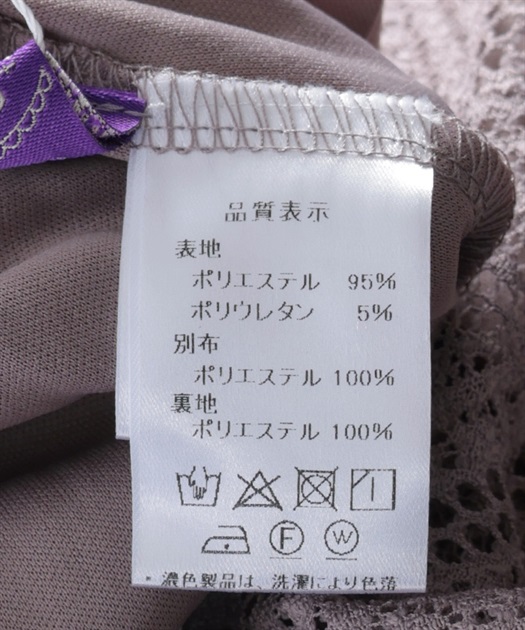 品質表示
表地
ポリエステル 95%
ポリウレタン 5%
別布
ポリエステル 100%
裏地
ポリエステル 100%
F W
* 濃色製品は、洗濯により色落